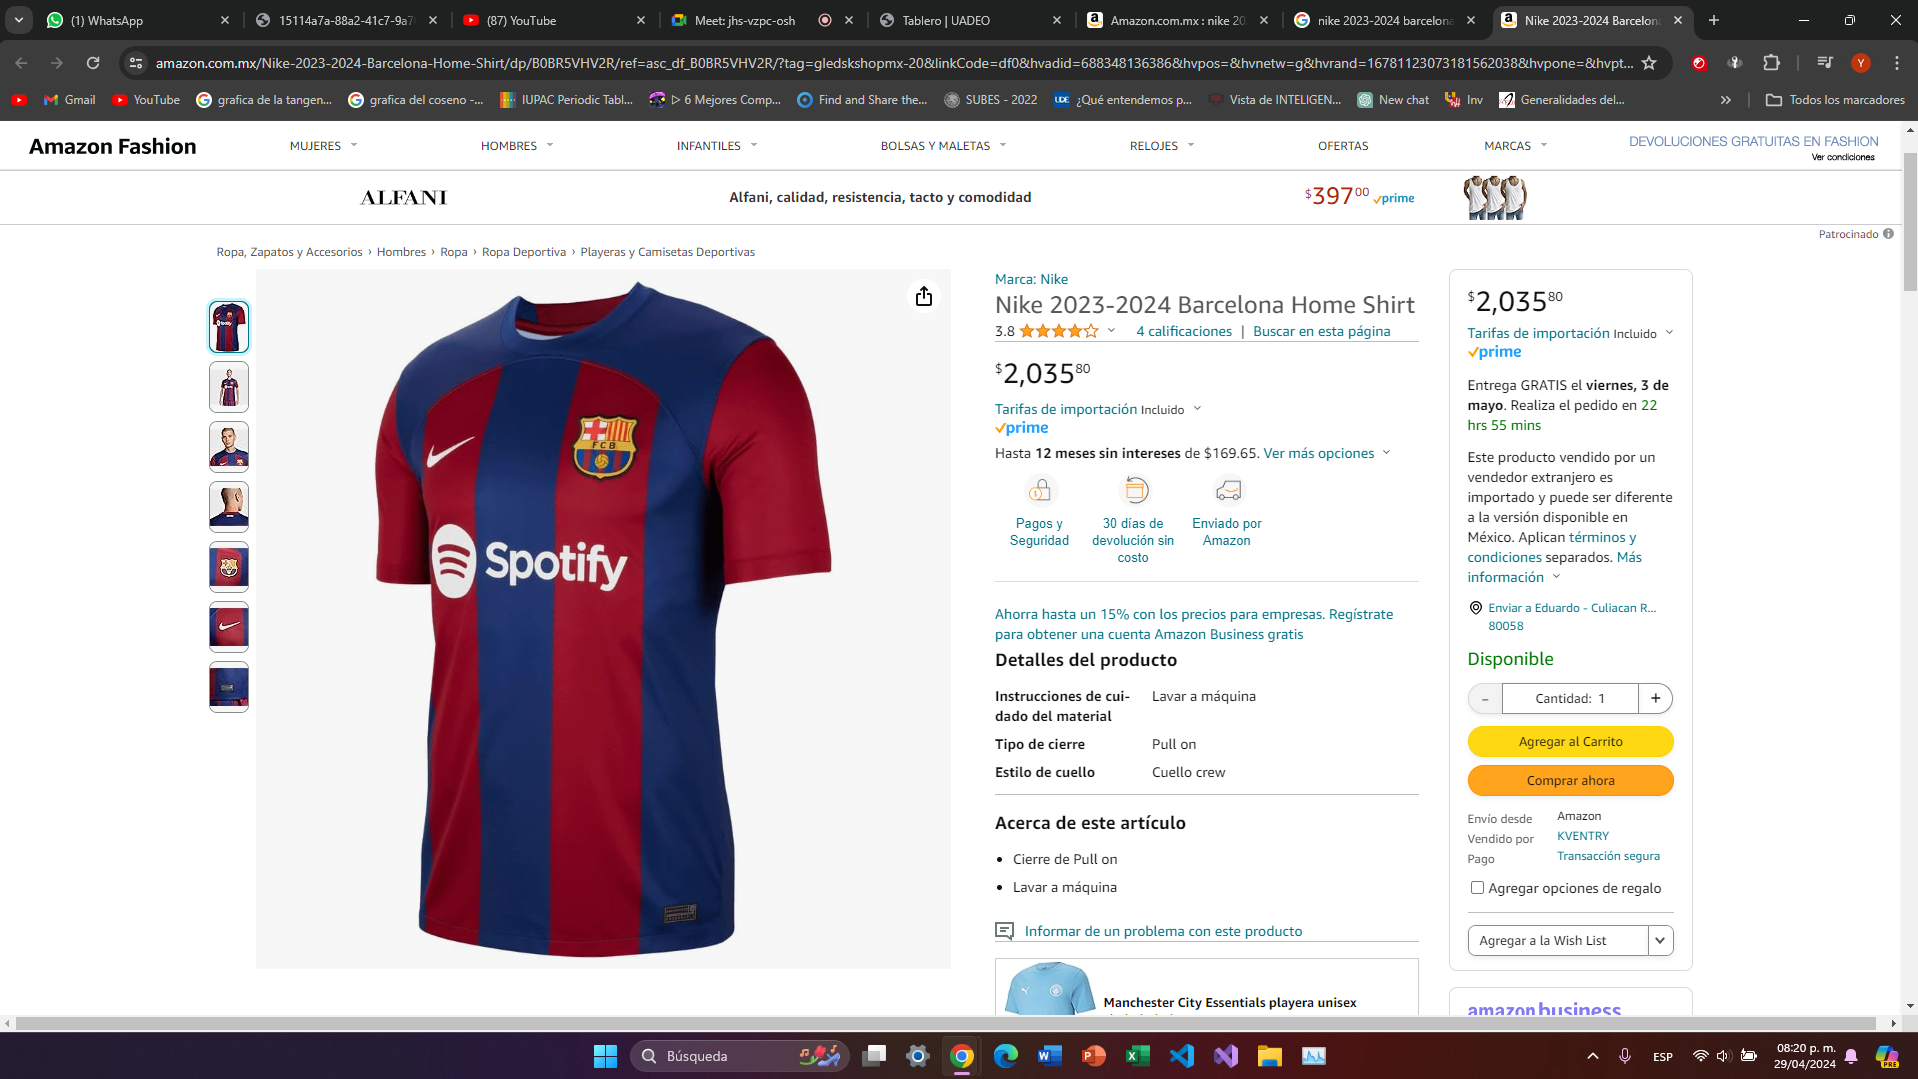 (1) WhatsApp
15114a7a-88a2-41c7-9a7
(87) YouTube
Meet: jhs-vzpc-osh
Tablero | UADEO
Amazon.com.mx : nike 20
nike 2023-2024 barcelona
Nike 2023-2024 Barcelona
amazon.com.mx/Nike-2023-2024-Barcelona-Home-Shirt/dp/B0BR5VHV2R/ref=asc_df_B0BR5VHV2R/?tag=gledskshopmx-20&linkCode=df0&hvadid=688348136386&hvpos=&hvnetw=g&hvrand=16781123073181562038&hvpone=&hvpt...
Y
Gmail
YouTube
grafica de la tangen...
grafica del coseno -...
IUPAC Periodic Tabl...
▷ 6 Mejores Comp...
Find and Share the...
SUBES - 2022
UDE
¿Qué entendemos p...
Vista de INTELIGEN...
New chat
Inv
Generalidades del...
»
Todos los marcadores
Amazon Fashion
MUJERES
HOMBRES
INFANTILES
BOLSAS Y MALETAS
RELOJES
OFERTAS
MARCAS
DEVOLUCIONES GRATUITAS EN FASHION
Ver condiciones
ALFANI
Alfani, calidad, resistencia, tacto y comodidad
$39700 prime
Patrocinado
Ropa, Zapatos y Accesorios › Hombres › Ropa › Ropa Deportiva › Playeras y Camisetas Deportivas
FCB
Spotify
Marca: Nike
Nike 2023-2024 Barcelona Home Shirt
3.8
4 calificaciones | Buscar en esta página
$2,03580
Tarifas de importación Incluido
prime
Hasta 12 meses sin intereses de $169.65. Ver más opciones
Pagos y
Seguridad
30 días de
devolución sin
costo
Enviado por
Amazon
Ahorra hasta un 15% con los precios para empresas. Regístrate
para obtener una cuenta Amazon Business gratis
Detalles del producto
Instrucciones de cui-
dado del material
Lavar a máquina
Tipo de cierre
Pull on
Estilo de cuello
Cuello crew
Acerca de este artículo
• Cierre de Pull on
• Lavar a máquina
Informar de un problema con este producto
Manchester City Essentials playera unisex
$2,03580
Tarifas de importación Incluido
prime
Entrega GRATIS el viernes, 3 de
mayo. Realiza el pedido en 22
hrs 55 mins
Este producto vendido por un
vendedor extranjero es
importado y puede ser diferente
a la versión disponible en
México. Aplican términos y
condiciones separados. Más
información
Enviar a Eduardo - Culiacan R...
80058
Disponible
-
Cantidad: 1
+
Agregar al Carrito
Comprar ahora
Envío desde
Amazon
Vendido por
KVENTRY
Pago
Transacción segura
Agregar opciones de regalo
Agregar a la Wish List
amazon business
Búsqueda
ESP
08:20 p. m.
29/04/2024
PRE